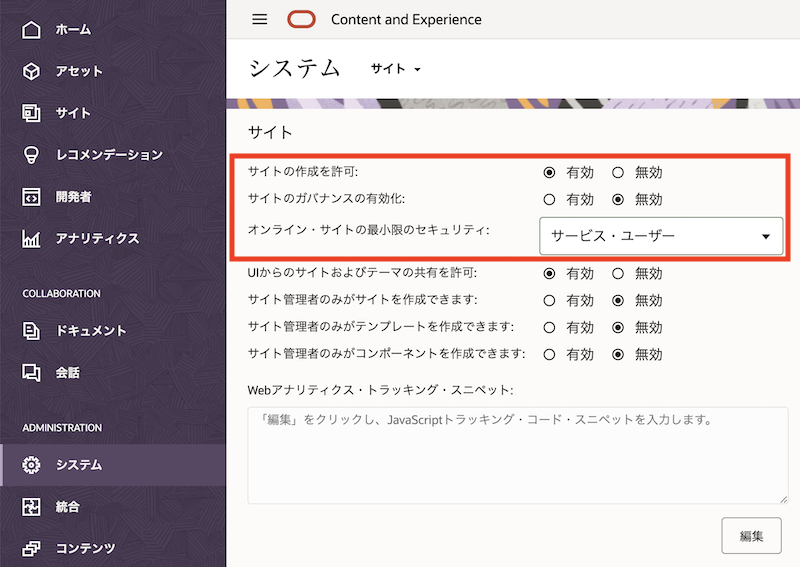 ホーム
アセット
サイト
レコメンデーション
開発者
アナリティクス
COLLABORATION
ドキュメント
会話
ADMINISTRATION
システム
統合
コンテンツ
Content and Experience
システム サイト
サイト
サイトの作成を許可: 有効 無効
サイトのガバナンスの有効化: 有効 無効
オンライン・サイトの最小限のセキュリティ: サービス・ユーザー
UIからのサイトおよびテーマの共有を許可: 有効 無効
サイト管理者のみがサイトを作成できます: 有効 無効
サイト管理者のみがテンプレートを作成できます: 有効 無効
サイト管理者のみがコンポーネントを作成できます: 有効 無効
Webアナリティクス・トラッキング・スニペット:
「編集」をクリックし、JavaScriptトラッキング・コード・スニペットを入力します。
編集